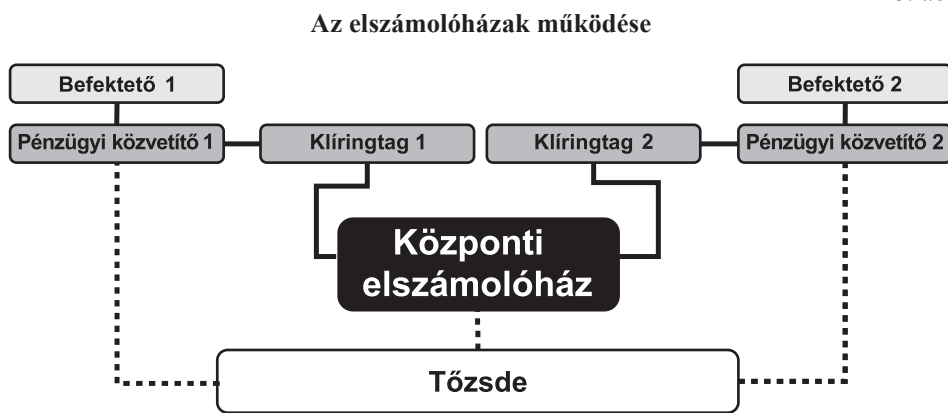 Az elszámolóházak működése
Befektető 1
Befektető 2
Pénzügyi közvetítő 1
Klíringtag 1
Klíringtag 2
Pénzügyi közvetítő 2
Központi
elszámolóház
Tőzsde